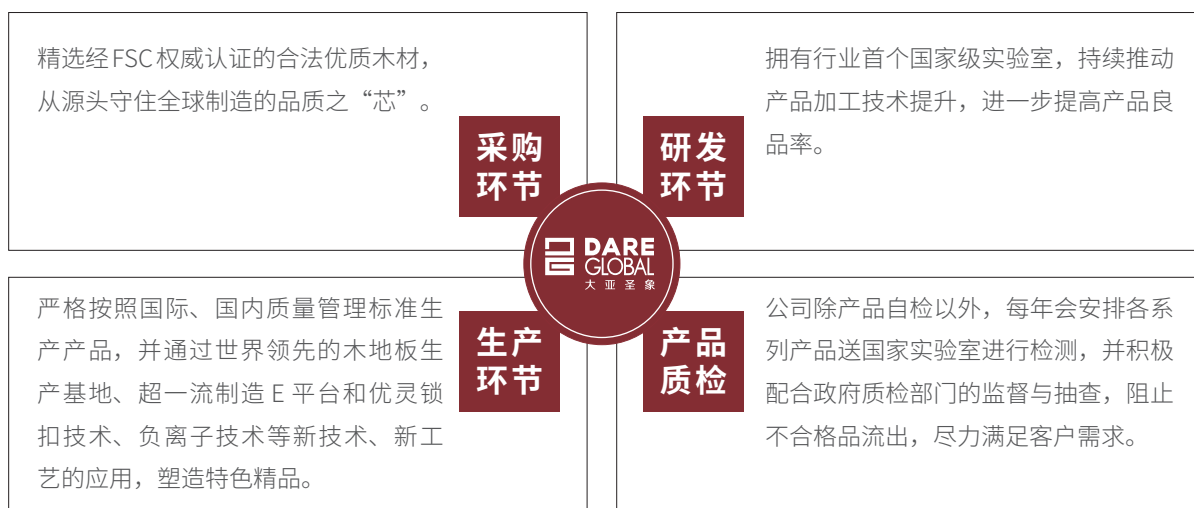 精选经FSC权威认证的合法优质木材，
从源头守住全球制造的品质之“芯”。
采购
环节
拥有行业首个国家级实验室，持续推动
产品加工技术提升，进一步提高产品良
品率。
研发
环节
DARE
GLOBAL
大亚圣象
严格按照国际、国内质量管理标准生
产产品，并通过世界领先的木地板生
产基地、超一流制造 E 平台和优灵锁
扣技术、负离子技术等新技术、新工
艺的应用，塑造特色精品。
生产
环节
公司除产品自检以外，每年会安排各系
列产品送国家实验室进行检测，并积极
配合政府质检部门的监督与抽查，阻止
不合格品流出，尽力满足客户需求。
产品
质检